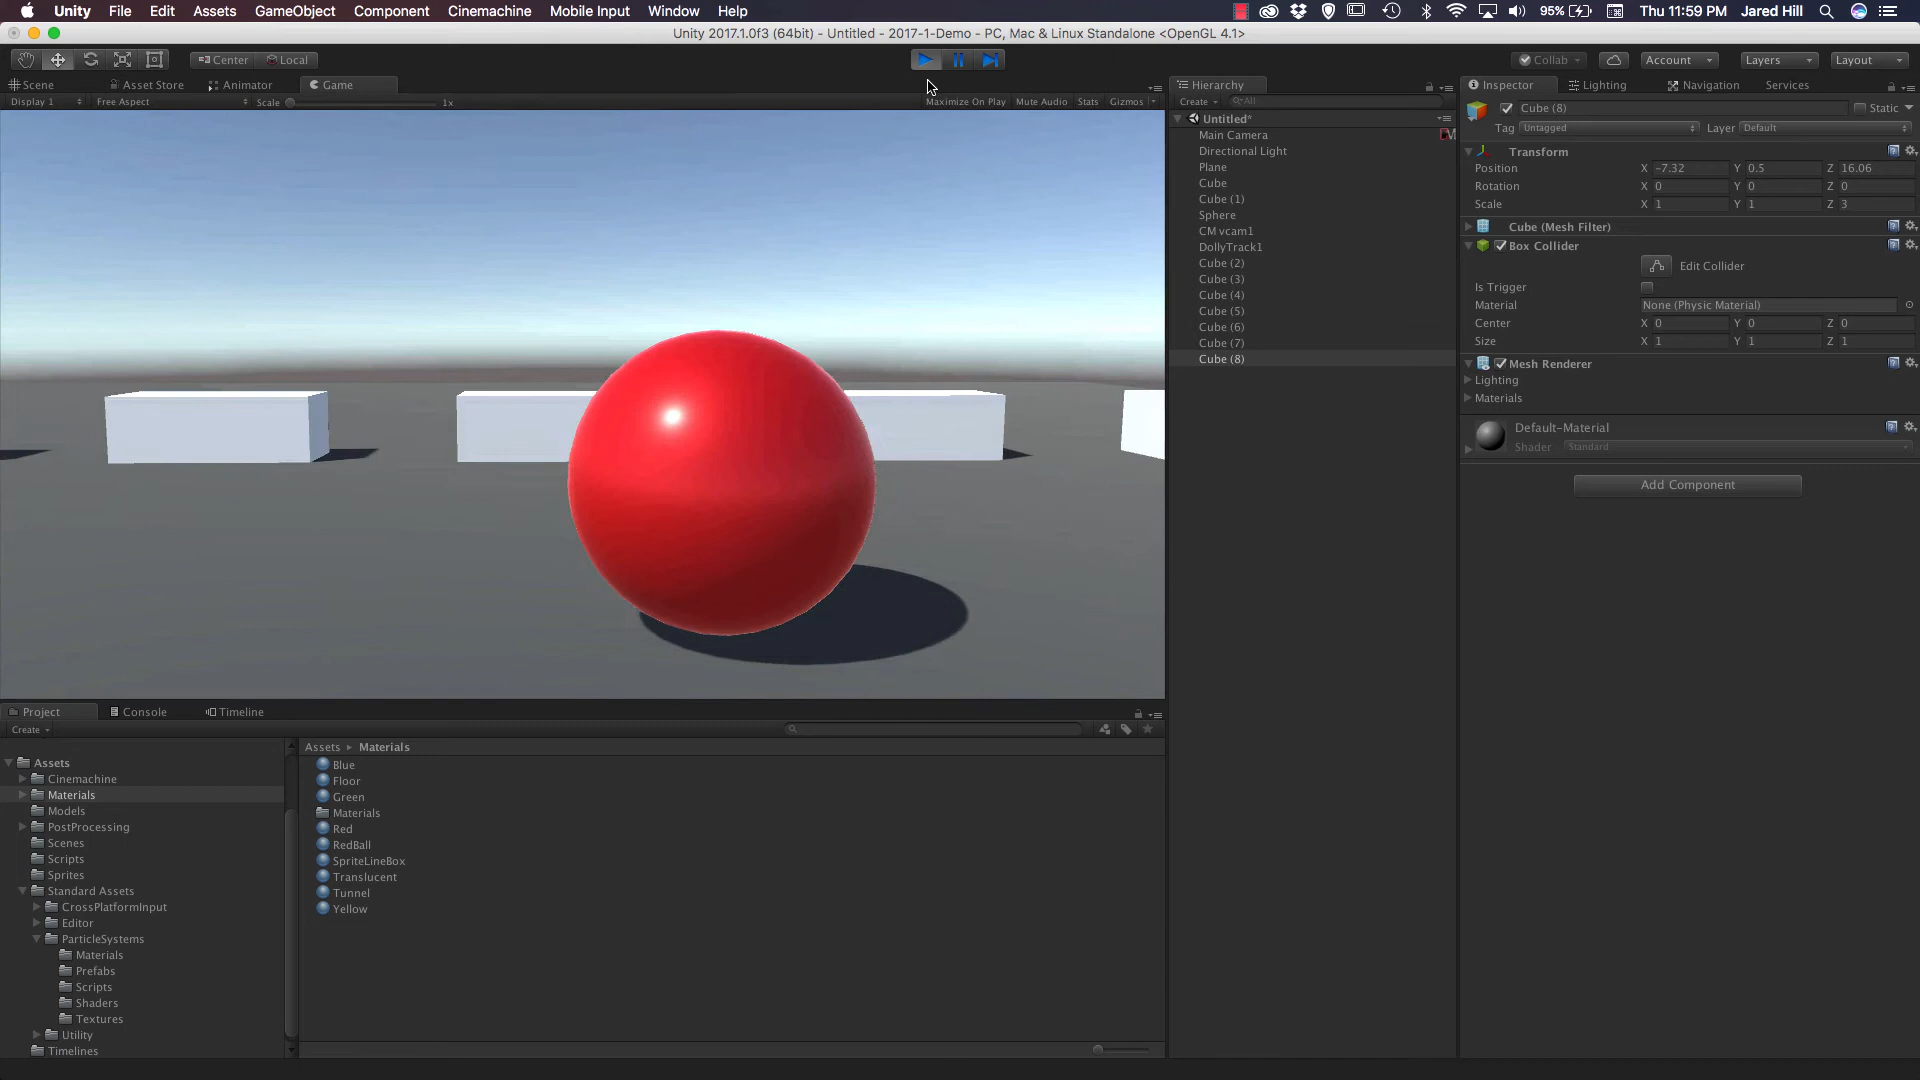 Unity File Edit Assets GameObject Component Cinemachine Mobile Input Window Help 95% Thu 11:59 PM Jared Hill
Unity 2017.1.0f3 (64bit) - Untitled - 2017-1-Demo - PC, Mac & Linux Standalone <OpenGL 4.1>
Center Local Collab Account Layers Layout
Scene Asset Store Animator Game
Display 1 Free Aspect Scale 1x Maximize On Play Mute Audio Stats Gizmos
Hierarchy
Create All
Untitled*
Main Camera
Directional Light
Plane
Cube
Cube (1)
Sphere
CM vcam1
DollyTrack1
Cube (2)
Cube (3)
Cube (4)
Cube (5)
Cube (6)
Cube (7)
Cube (8)
Inspector Lighting Navigation Services
Cube (8) Static
Tag Untagged Layer Default
Transform
Position X -7.32 Y 0.5 Z 16.06
Rotation X 0 Y 0 Z 0
Scale X 1 Y 1 Z 3
Cube (Mesh Filter)
Box Collider
Edit Collider
Is Trigger
Material None (Physic Material)
Center X 0 Y 0 Z 0
Size X 1 Y 1 Z 1
Mesh Renderer
Lighting
Materials
Default-Material
Shader Standard
Add Component
Project Console Timeline
Create
Assets
Cinemachine
Materials
Models
PostProcessing
Scenes
Scripts
Sprites
Standard Assets
CrossPlatformInput
Editor
ParticleSystems
Materials
Prefabs
Scripts
Shaders
Textures
Utility
Timelines
Assets Materials
Blue
Floor
Green
Materials
Red
RedBall
SpriteLineBox
Translucent
Tunnel
Yellow